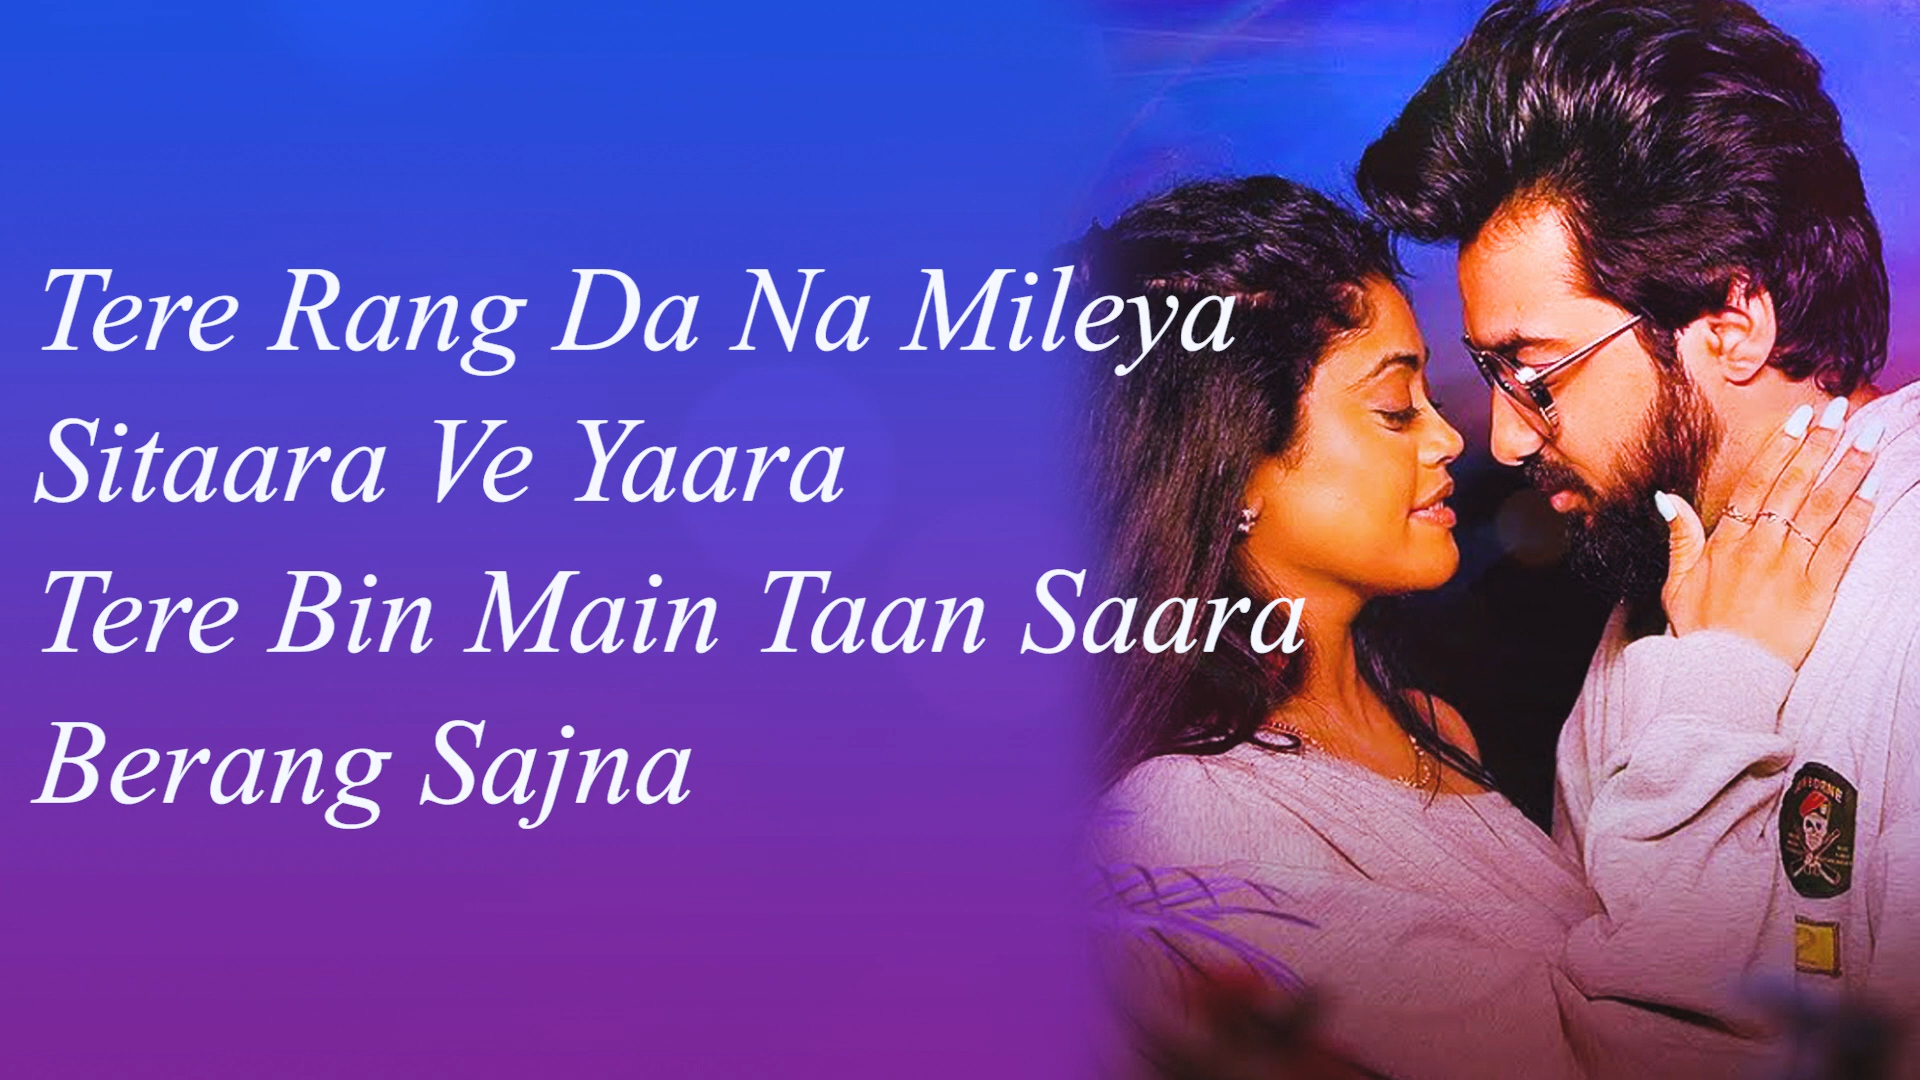 Tere Rang Da Na Mileya
Sitaara Ve Yaara
Tere Bin Main Taan Saara
Berang Sajna